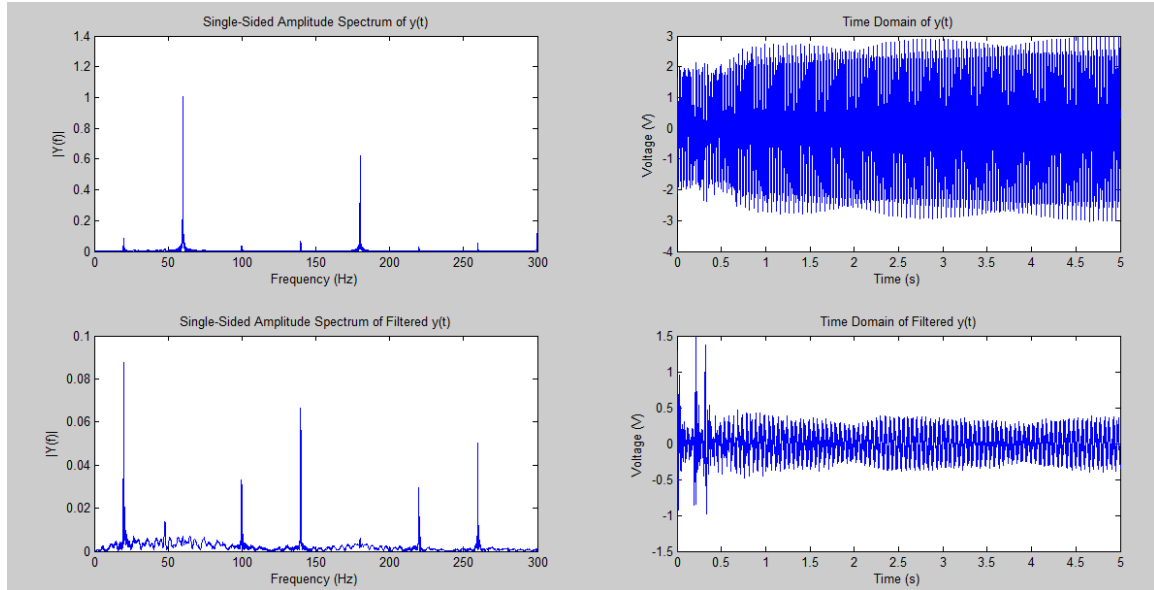 Single-Sided Amplitude Spectrum of y(t)
1.4
1.2
1
0.8
0.6
0.4
0.2
0
|Y(f)|
0 50 100 150 200 250 300
Frequency (Hz)
Time Domain of y(t)
3
2
1
0
-1
-2
-3
-4
Voltage (V)
0 0.5 1 1.5 2 2.5 3 3.5 4 4.5 5
Time (s)
Single-Sided Amplitude Spectrum of Filtered y(t)
0.1
0.08
0.06
0.04
0.02
0
|Y(f)|
0 50 100 150 200 250 300
Frequency (Hz)
Time Domain of Filtered y(t)
1.5
1
0.5
0
-0.5
-1
-1.5
Voltage (V)
0 0.5 1 1.5 2 2.5 3 3.5 4 4.5 5
Time (s)